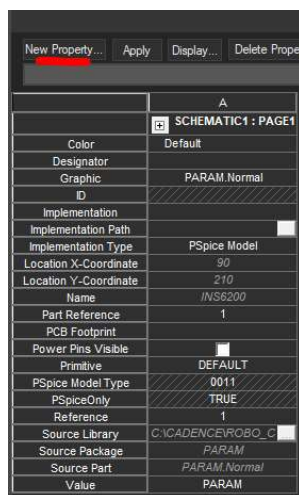 New Property... Apply Display... Delete Prope
A
SCHEMATIC1 : PAGE1
Color Default
Designator
Graphic PARAM.Normal
ID
Implementation
Implementation Path
Implementation Type PSpice Model
Location X-Coordinate 90
Location Y-Coordinate 210
Name INS6200
Part Reference 1
PCB Footprint
Power Pins Visible
Primitive DEFAULT
PSpice Model Type 0011
PSpiceOnly TRUE
Reference 1
Source Library C:\CADENCE\ROBO_C
Source Package PARAM
Source Part PARAM.Normal
Value PARAM